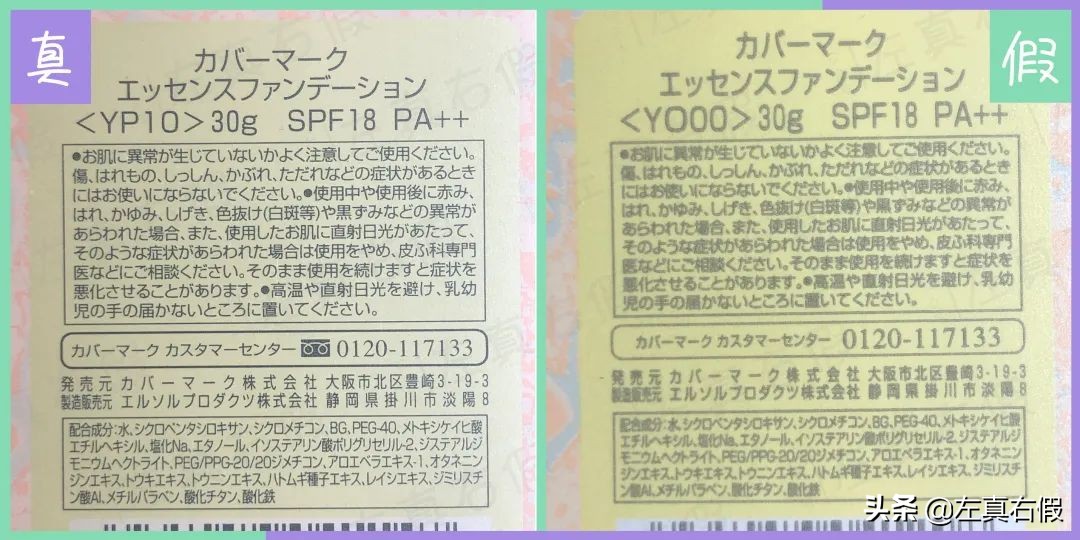 真
カバーマーク
エッセンスファンデーション
<YP10>30g SPF18 PA++
●お肌に異常が生じていないかよく注意してご使用ください。
傷、はれもの、しっしん、かぶれ、ただれなどの症状があるとき
にはお使いにならないでください。●使用中や使用後に赤み、
はれ、かゆみ、しげき、色抜け(白斑等)や黒ずみなどの異常が
あらわれた場合、また、使用したお肌に直射日光があたって、
そのような症状があらわれた場合は使用をやめ、皮ふ科専門
医などにご相談ください。そのまま使用を続けますと症状を
悪化させることがあります。●高温や直射日光を避け、乳幼
児の手の届かないところに置いてください。
カバーマーク カスタマーセンター 0120-117133
発売元 カバーマーク株式会社 大阪市北区豊崎3-19-3
製造販売元 エルソルプロダクツ株式会社 静岡県掛川市淡陽8
配合成分:水、シクロペンタシロキサン、シクロメチコン、BG、PEG-40、メトキシケイヒ酸
エチルヘキシル、塩化Na、エタノール、イソステアリン酸ポリグリセリル-2、ジステアルジ
モニウムヘクトライト、PEG/PPG-20/20ジメチコン、アロエベラエキス-1、オタネニン
ジンエキス、トウキエキス、トウニンエキス、ハトムギ種子エキス、レイシエキス、ジミリスチ
ン酸Al、メチルパラベン、酸化チタン、酸化鉄
假
カバーマーク
エッセンスファンデーション
<YO00>30g SPF18 PA++
●お肌に異常が生じていないかよく注意してご使用ください。
傷、はれもの、しっしん、かぶれ、ただれなどの症状があるとき
にはお使いにならないでください。●使用中や使用後に赤み、
はれ、かゆみ、しげき、色抜け(白斑等)や黒ずみなどの異常が
あらわれた場合、また、使用したお肌に直射日光があたって、
そのような症状があらわれた場合は使用をやめ、皮ふ科専門
医などにご相談ください。そのまま使用を続けますと症状を
悪化させることがあります。●高温や直射日光を避け、乳幼
児の手の届かないところに置いてください。
カバーマーク カスタマーセンター 0120-117133
発売元 カバーマーク株式会社 大阪市北区豊崎3-19-3
製造販売元 エルソルプロダクツ株式会社 静岡県掛川市淡陽8
配合成分:水、シクロペンタシロキサン、シクロメチコン、BG、PEG-40、メトキシケイヒ酸
エチルヘキシル、塩化Na、エタノール、イソステアリン酸ポリグリセリル-2、ジステアルジ
モニウムヘクトライト、PEG/PPG-20/20ジメチコン、アロエベラエキス-1、オタネニン
ジンエキス、トウキエキス、トウニンエキス、ハトムギ種子エキス、レイシエキス、ジミリスチ
ン酸Al、メチルパラベン、酸化チタン、酸化鉄
头条 @左真右假